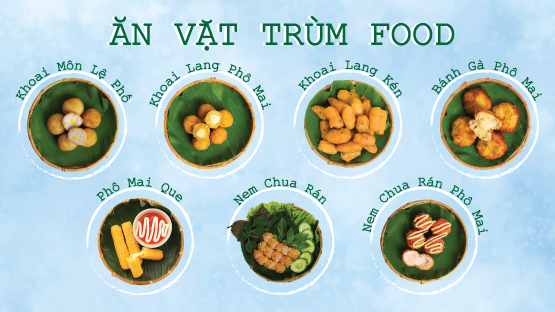 ĂN VẶT TRÙM FOOD
Khoai Môn Lệ Phố
Khoai Lang Phô Mai
Khoai Lang Kén
Bánh Gà Phô Mai
Phô Mai Que
Nem Chua Rán
Nem Chua Rán Phô Mai